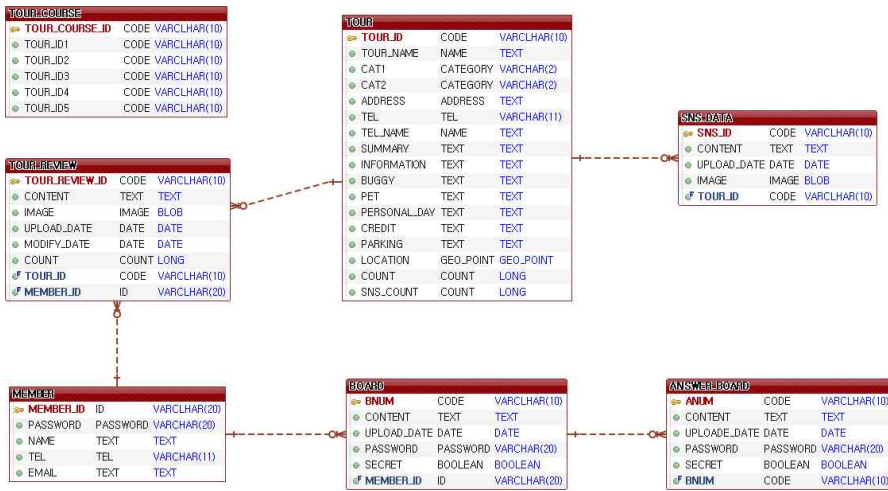 TOUR_COURSE
TOUR_COURSE_ID CODE VARCLHAR(10)
TOUR_ID1 CODE VARCLHAR(10)
TOUR_ID2 CODE VARCLHAR(10)
TOUR_ID3 CODE VARCLHAR(10)
TOUR_ID4 CODE VARCLHAR(10)
TOUR_ID5 CODE VARCLHAR(10)
TOUR
TOUR_ID CODE VARCLHAR(10)
TOUR_NAME NAME TEXT
CAT1 CATEGORY VARCHAR(2)
CAT2 CATEGORY VARCHAR(2)
ADDRESS ADDRESS TEXT
TEL TEL VARCHAR(11)
TEL_NAME NAME TEXT
SUMMARY TEXT TEXT
INFORMATION TEXT TEXT
BUGGY TEXT TEXT
PET TEXT TEXT
PERSONAL_DAY TEXT TEXT
CREDIT TEXT TEXT
PARKING TEXT TEXT
LOCATION GEO_POINT GEO_POINT
COUNT COUNT LONG
SNS_COUNT COUNT LONG
SNS_DATA
SNS_ID CODE VARCLHAR(10)
CONTENT TEXT TEXT
UPLOAD_DATE DATE DATE
IMAGE IMAGE BLOB
TOUR_ID CODE VARCLHAR(10)
TOUR_REVIEW
TOUR_REVIEW_ID CODE VARCLHAR(10)
CONTENT TEXT TEXT
IMAGE IMAGE BLOB
UPLOAD_DATE DATE DATE
MODIFY_DATE DATE DATE
COUNT COUNT LONG
TOUR_ID CODE VARCLHAR(10)
MEMBER_ID ID VARCLHAR(20)
MEMBER
MEMBER_ID ID VARCLHAR(20)
PASSWORD PASSWORD VARCLHAR(20)
NAME TEXT TEXT
TEL TEL VARCHAR(11)
EMAIL TEXT TEXT
BOARD
BNUM CODE VARCLHAR(10)
CONTENT TEXT TEXT
UPLOAD_DATE DATE DATE
PASSWORD PASSWORD VARCLHAR(20)
SECRET BOOLEAN BOOLEAN
MEMBER_ID ID VARCLHAR(20)
ANSWER_BOARD
ANUM CODE VARCLHAR(10)
CONTENT TEXT TEXT
UPLOADE_DATE DATE DATE
PASSWORD PASSWORD VARCLHAR(20)
SECRET BOOLEAN BOOLEAN
BNUM CODE VARCLHAR(10)